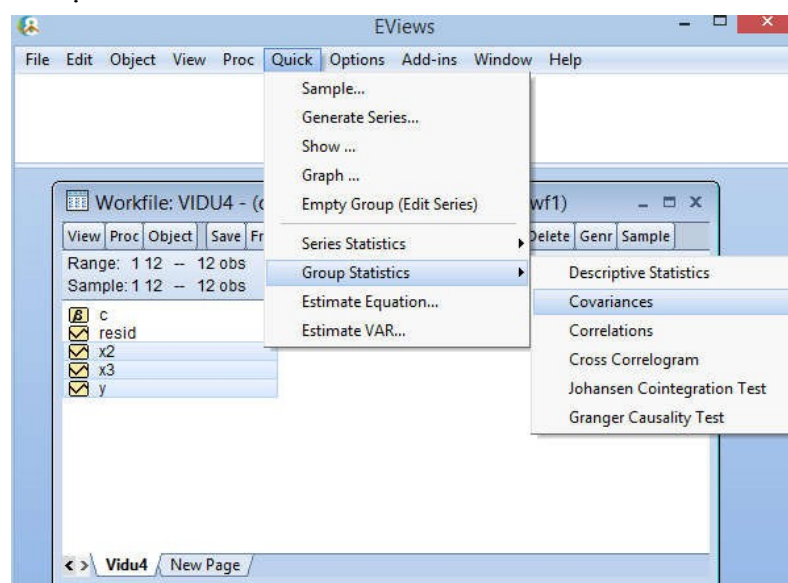 EViews
File Edit Object View Proc Quick Options Add-ins Window Help
Sample...
Generate Series...
Show ...
Graph ...
Empty Group (Edit Series)
Series Statistics
Group Statistics
Estimate Equation...
Estimate VAR...
Descriptive Statistics
Covariances
Correlations
Cross Correlogram
Johansen Cointegration Test
Granger Causality Test
Workfile: VIDU4 - (c wf1)
View Proc Object Save Fr Delete Genr Sample
Range: 1 12 -- 12 obs
Sample: 1 12 -- 12 obs
c
resid
x2
x3
y
Vidu4 New Page